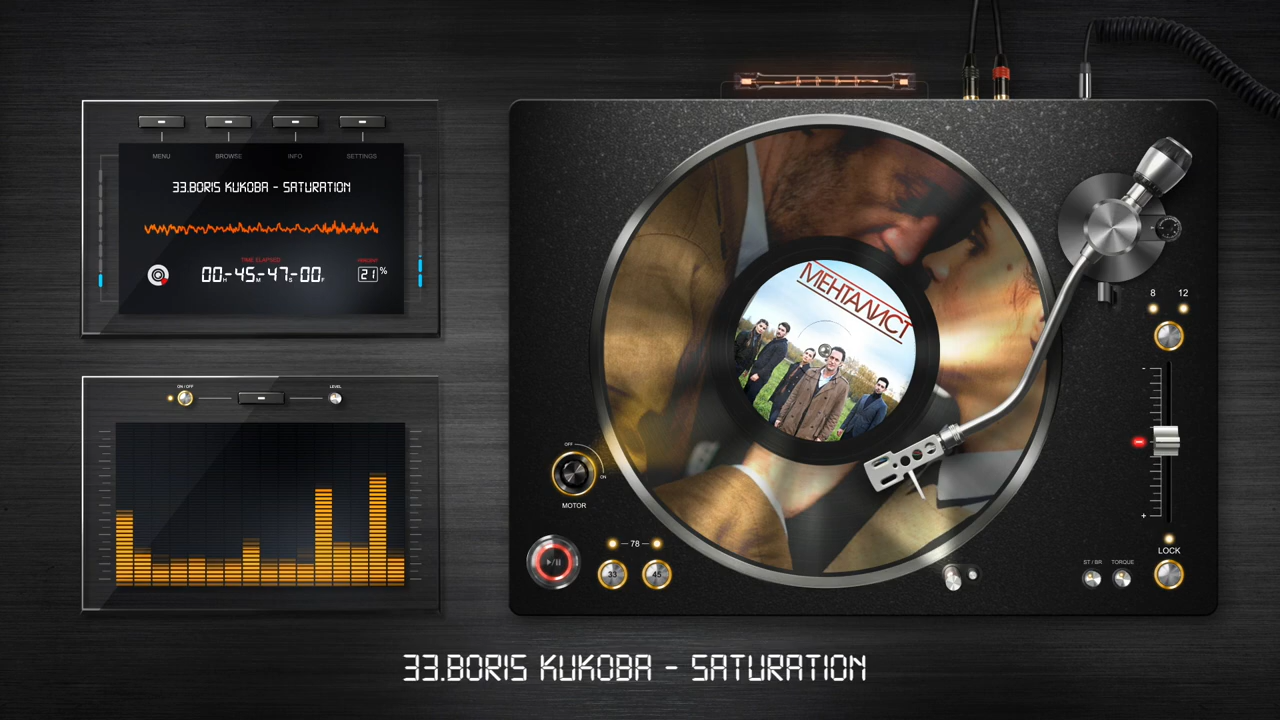 MENU BROWSE INFO SETTINGS
33.BORIS KUKOBA - SATURATION
TIME ELAPSED
00H-45M-47S-00F
21%
ON / OFF
LEVEL
МЕНТАЛИСТ
8 12
OFF
ON
MOTOR
78
33 45
- +
LOCK
ST / BR TORQUE
33.BORIS KUKOBA - SATURATION